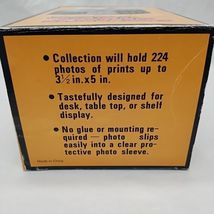 • Collection will hold 224
photos of prints up to
3½ in.x5 in.
• Tastefully designed for
desk, table top, or shelf
display.
• No glue or mounting re-
quired — photo slips
easily into a clear pro-
tective photo sleeve.
Made in China